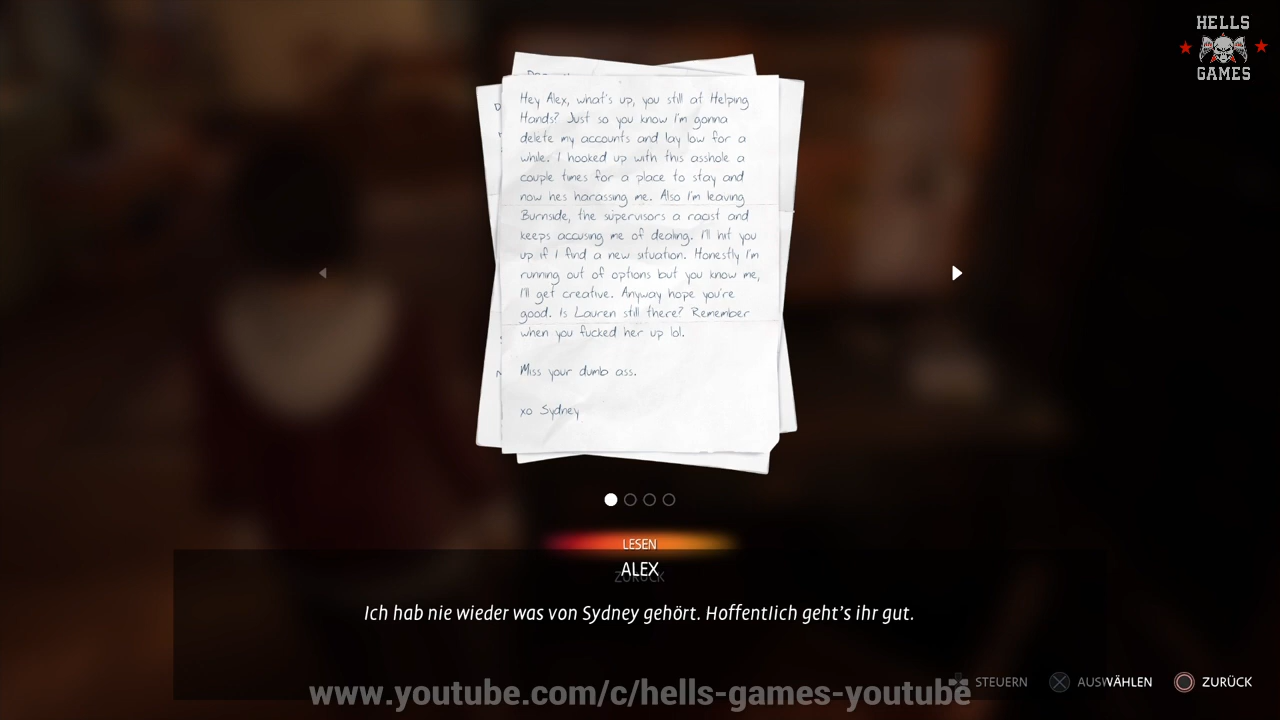 HELLS
GAMES
Hey Alex, what's up, you still at Helping
Hands? Just so you know I'm gonna
delete my accounts and lay low for a
while. I hooked up with this asshole a
couple times for a place to stay and
now hes harassing me. Also I'm leaving
Burnside, the supervisors a racist and
keeps accusing me of dealing. I'll hit you
up if I find a new situation. Honestly I'm
running out of options but you know me,
I'll get creative. Anyway hope you're
good. Is Lauren still there? Remember
when you fucked her up lol.
Miss your dumb ass.
xo Sydney
LESEN
ALEX
ZURÜCK
Ich hab nie wieder was von Sydney gehört. Hoffentlich geht's ihr gut.
STEUERN
AUSWÄHLEN
ZURÜCK
www.youtube.com/c/hells-games-youtube